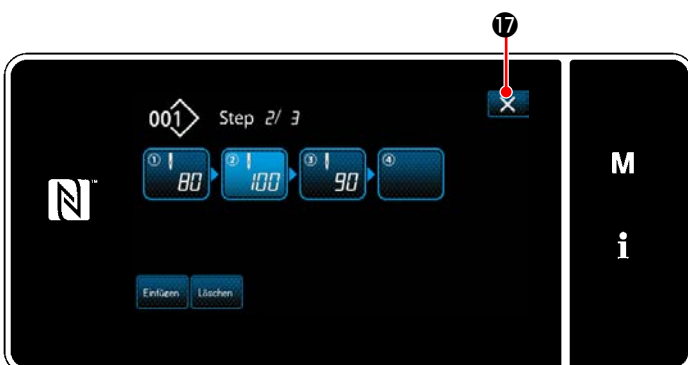 ⓱
001 Step 2/ 3
① 80 ② 100 ③ 90 ④
M
i
Einfügen Löschen